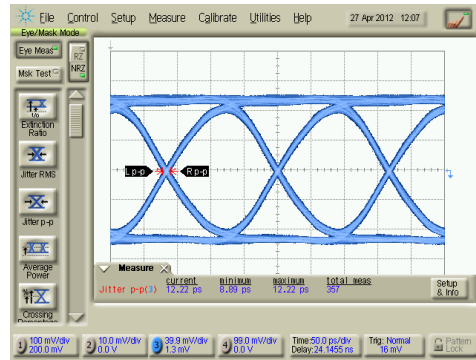 File Control Setup Measure Calibrate Utilities Help 27 Apr 2012 12:07
Eye/Mask Mode
Eye Meas
RZ
NRZ
Msk Test
Extinction
Ratio
Jitter RMS
Jitter p-p
Average
Power
Crossing
L p-p R p-p
Measure
current minimum maximum total meas
Jitter p-p(3) 12.22 ps 8.89 ps 12.22 ps 357
Setup
& Info
1 100 mV/div 200.0 mV
2 10.0 mV/div 0.0 V
3 39.9 mV/div 1.3 mV
4 99.0 mV/div 0.0 V
Time:50.0 ps/div Delay:24.1455 ns
Trig: Normal 16 mV
Pattern Lock